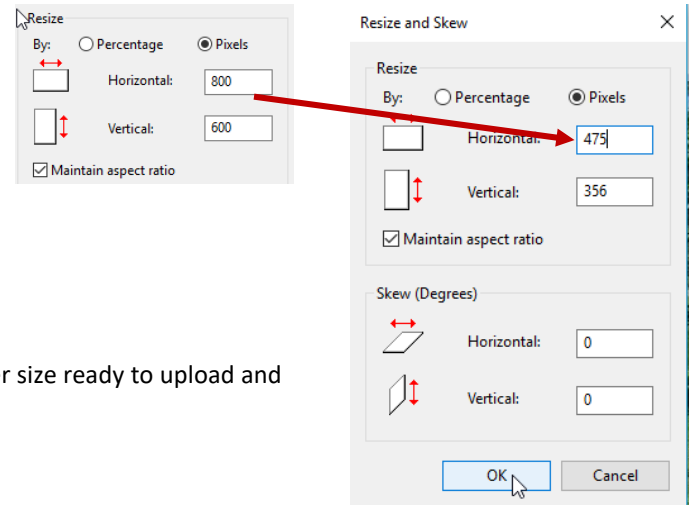 Resize
By: Percentage Pixels
Horizontal: 800
Vertical: 600
Maintain aspect ratio
Resize and Skew
Resize
By: Percentage Pixels
Horizontal: 475
Vertical: 356
Maintain aspect ratio
Skew (Degrees)
Horizontal: 0
Vertical: 0
OK Cancel
size ready to upload and